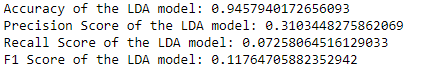 Accuracy of the LDA model: 0.9457940172656093
Precision Score of the LDA model: 0.3103448275862069
Recall Score of the LDA model: 0.07258064516129033
F1 Score of the LDA model: 0.11764705882352942